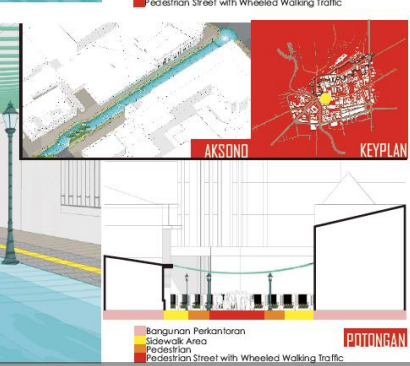 Pedestrian Street with Wheeled Walking Traffic
AKSONO
KEYPLAN
Bangunan Perkantoran
Sidewalk Area
Pedestrian
Pedestrian Street with Wheeled Walking Traffic
POTONGAN